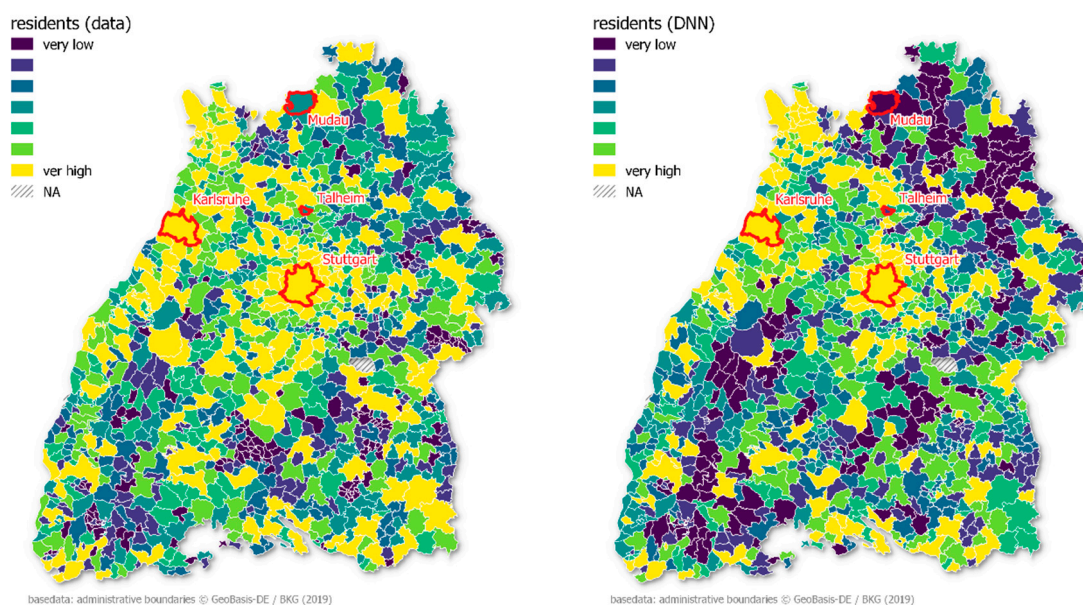 residents (data)
very low
ver high
NA
Mudau
Karlsruhe
Talheim
Stuttgart
basedata: administrative boundaries © GeoBasis-DE / BKG (2019)
residents (DNN)
very low
very high
NA
Mudau
Karlsruhe
Talheim
Stuttgart
basedata: administrative boundaries © GeoBasis-DE / BKG (2019)